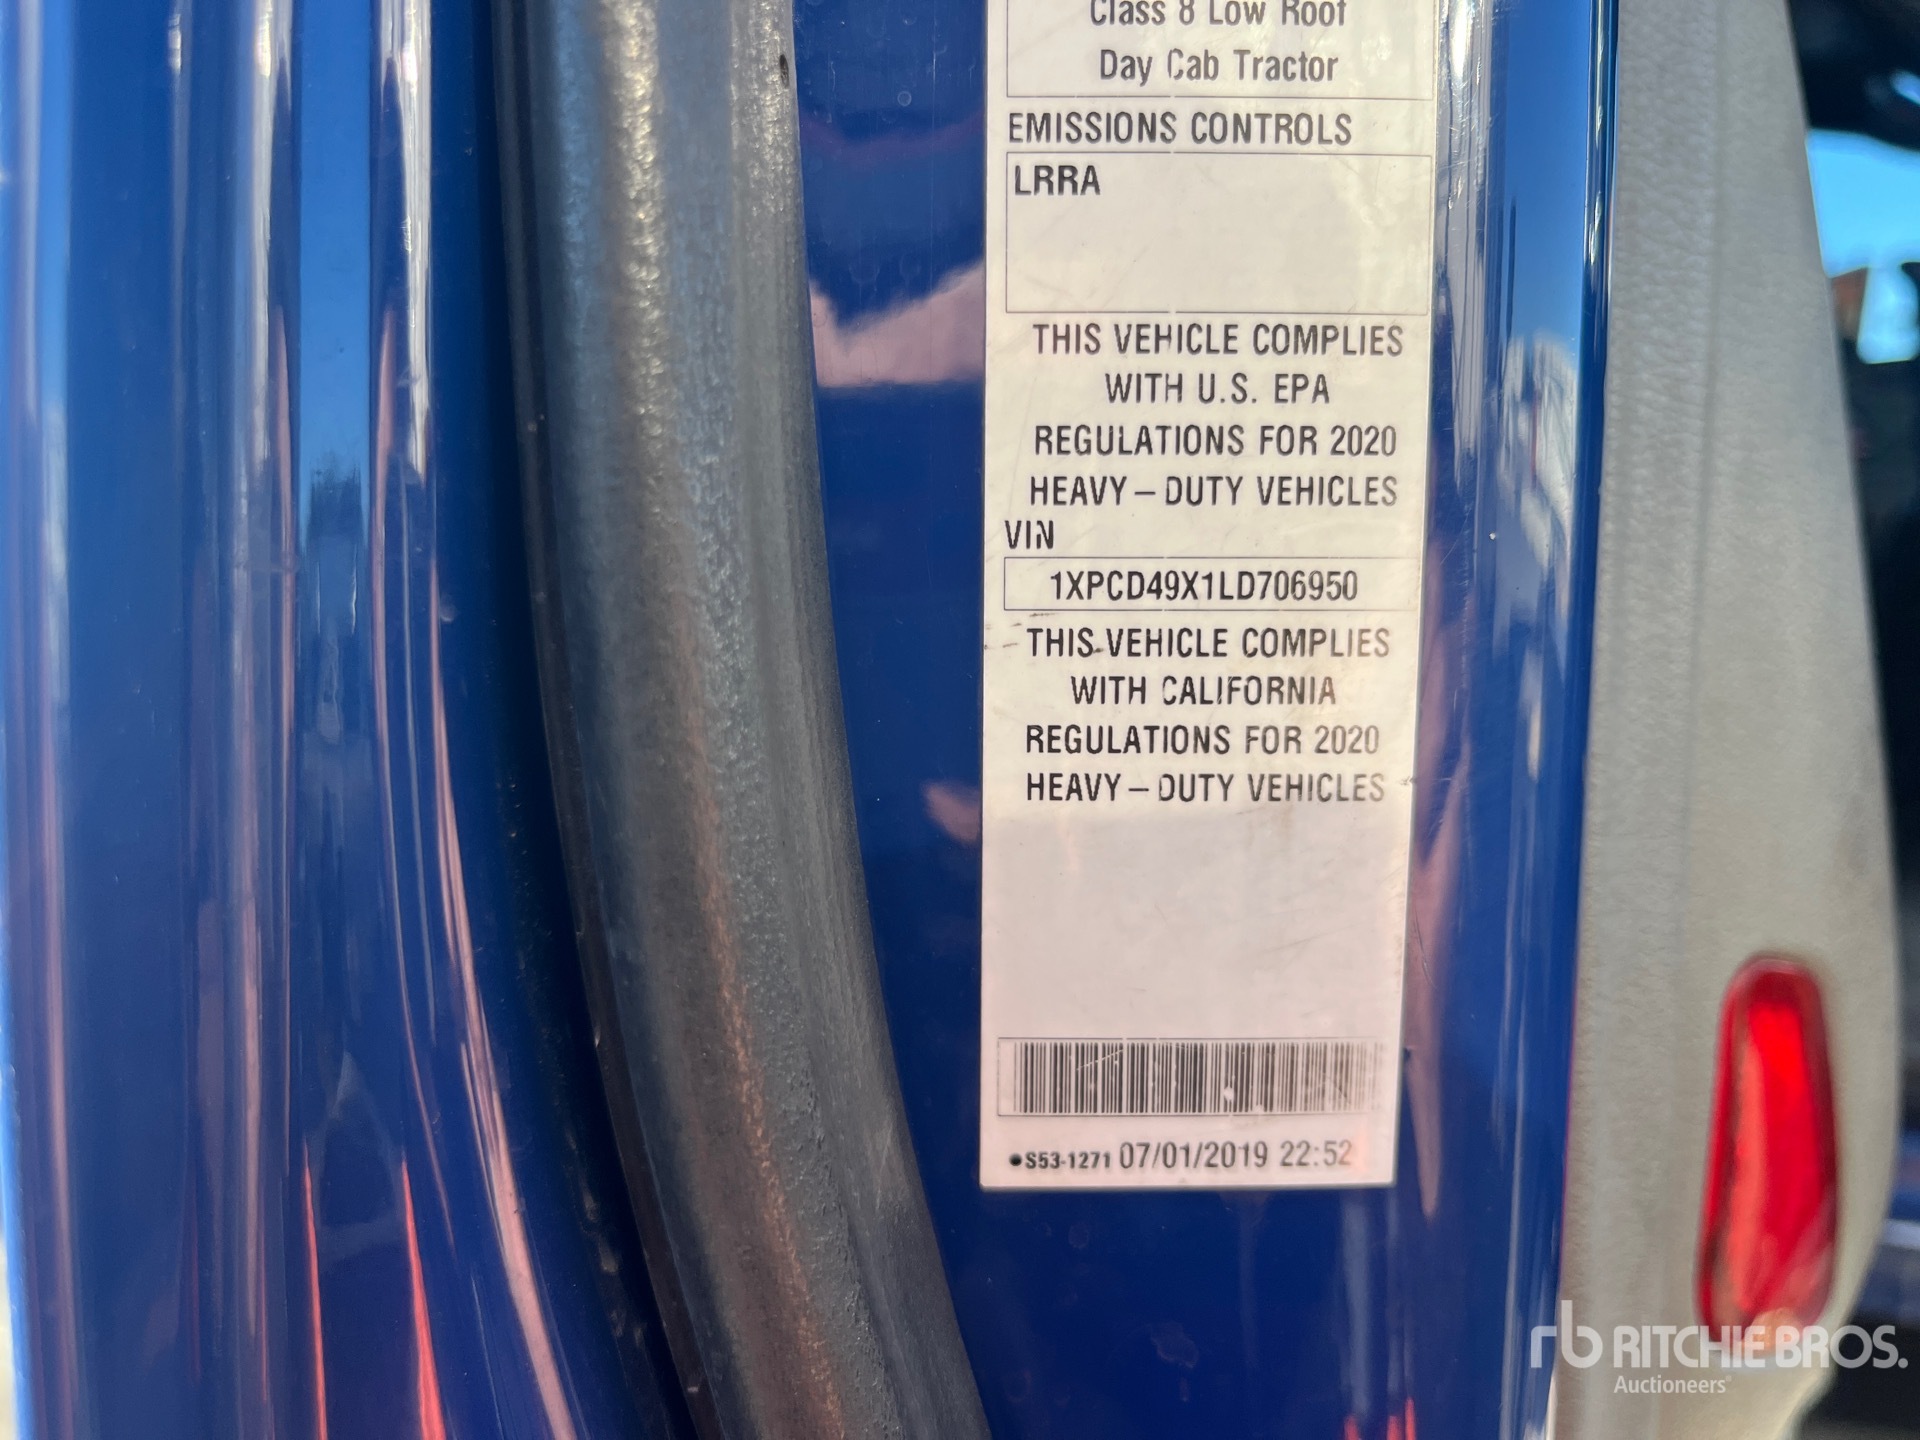 Class 8 Low Roof
Day Cab Tractor
EMISSIONS CONTROLS
LRRA
THIS VEHICLE COMPLIES
WITH U.S. EPA
REGULATIONS FOR 2020
HEAVY – DUTY VEHICLES
VIN
1XPCD49X1LD706950
THIS VEHICLE COMPLIES
WITH CALIFORNIA
REGULATIONS FOR 2020
HEAVY – DUTY VEHICLES
•S53-1271 07/01/2019 22:52
rb RITCHIE BROS.
Auctioneers